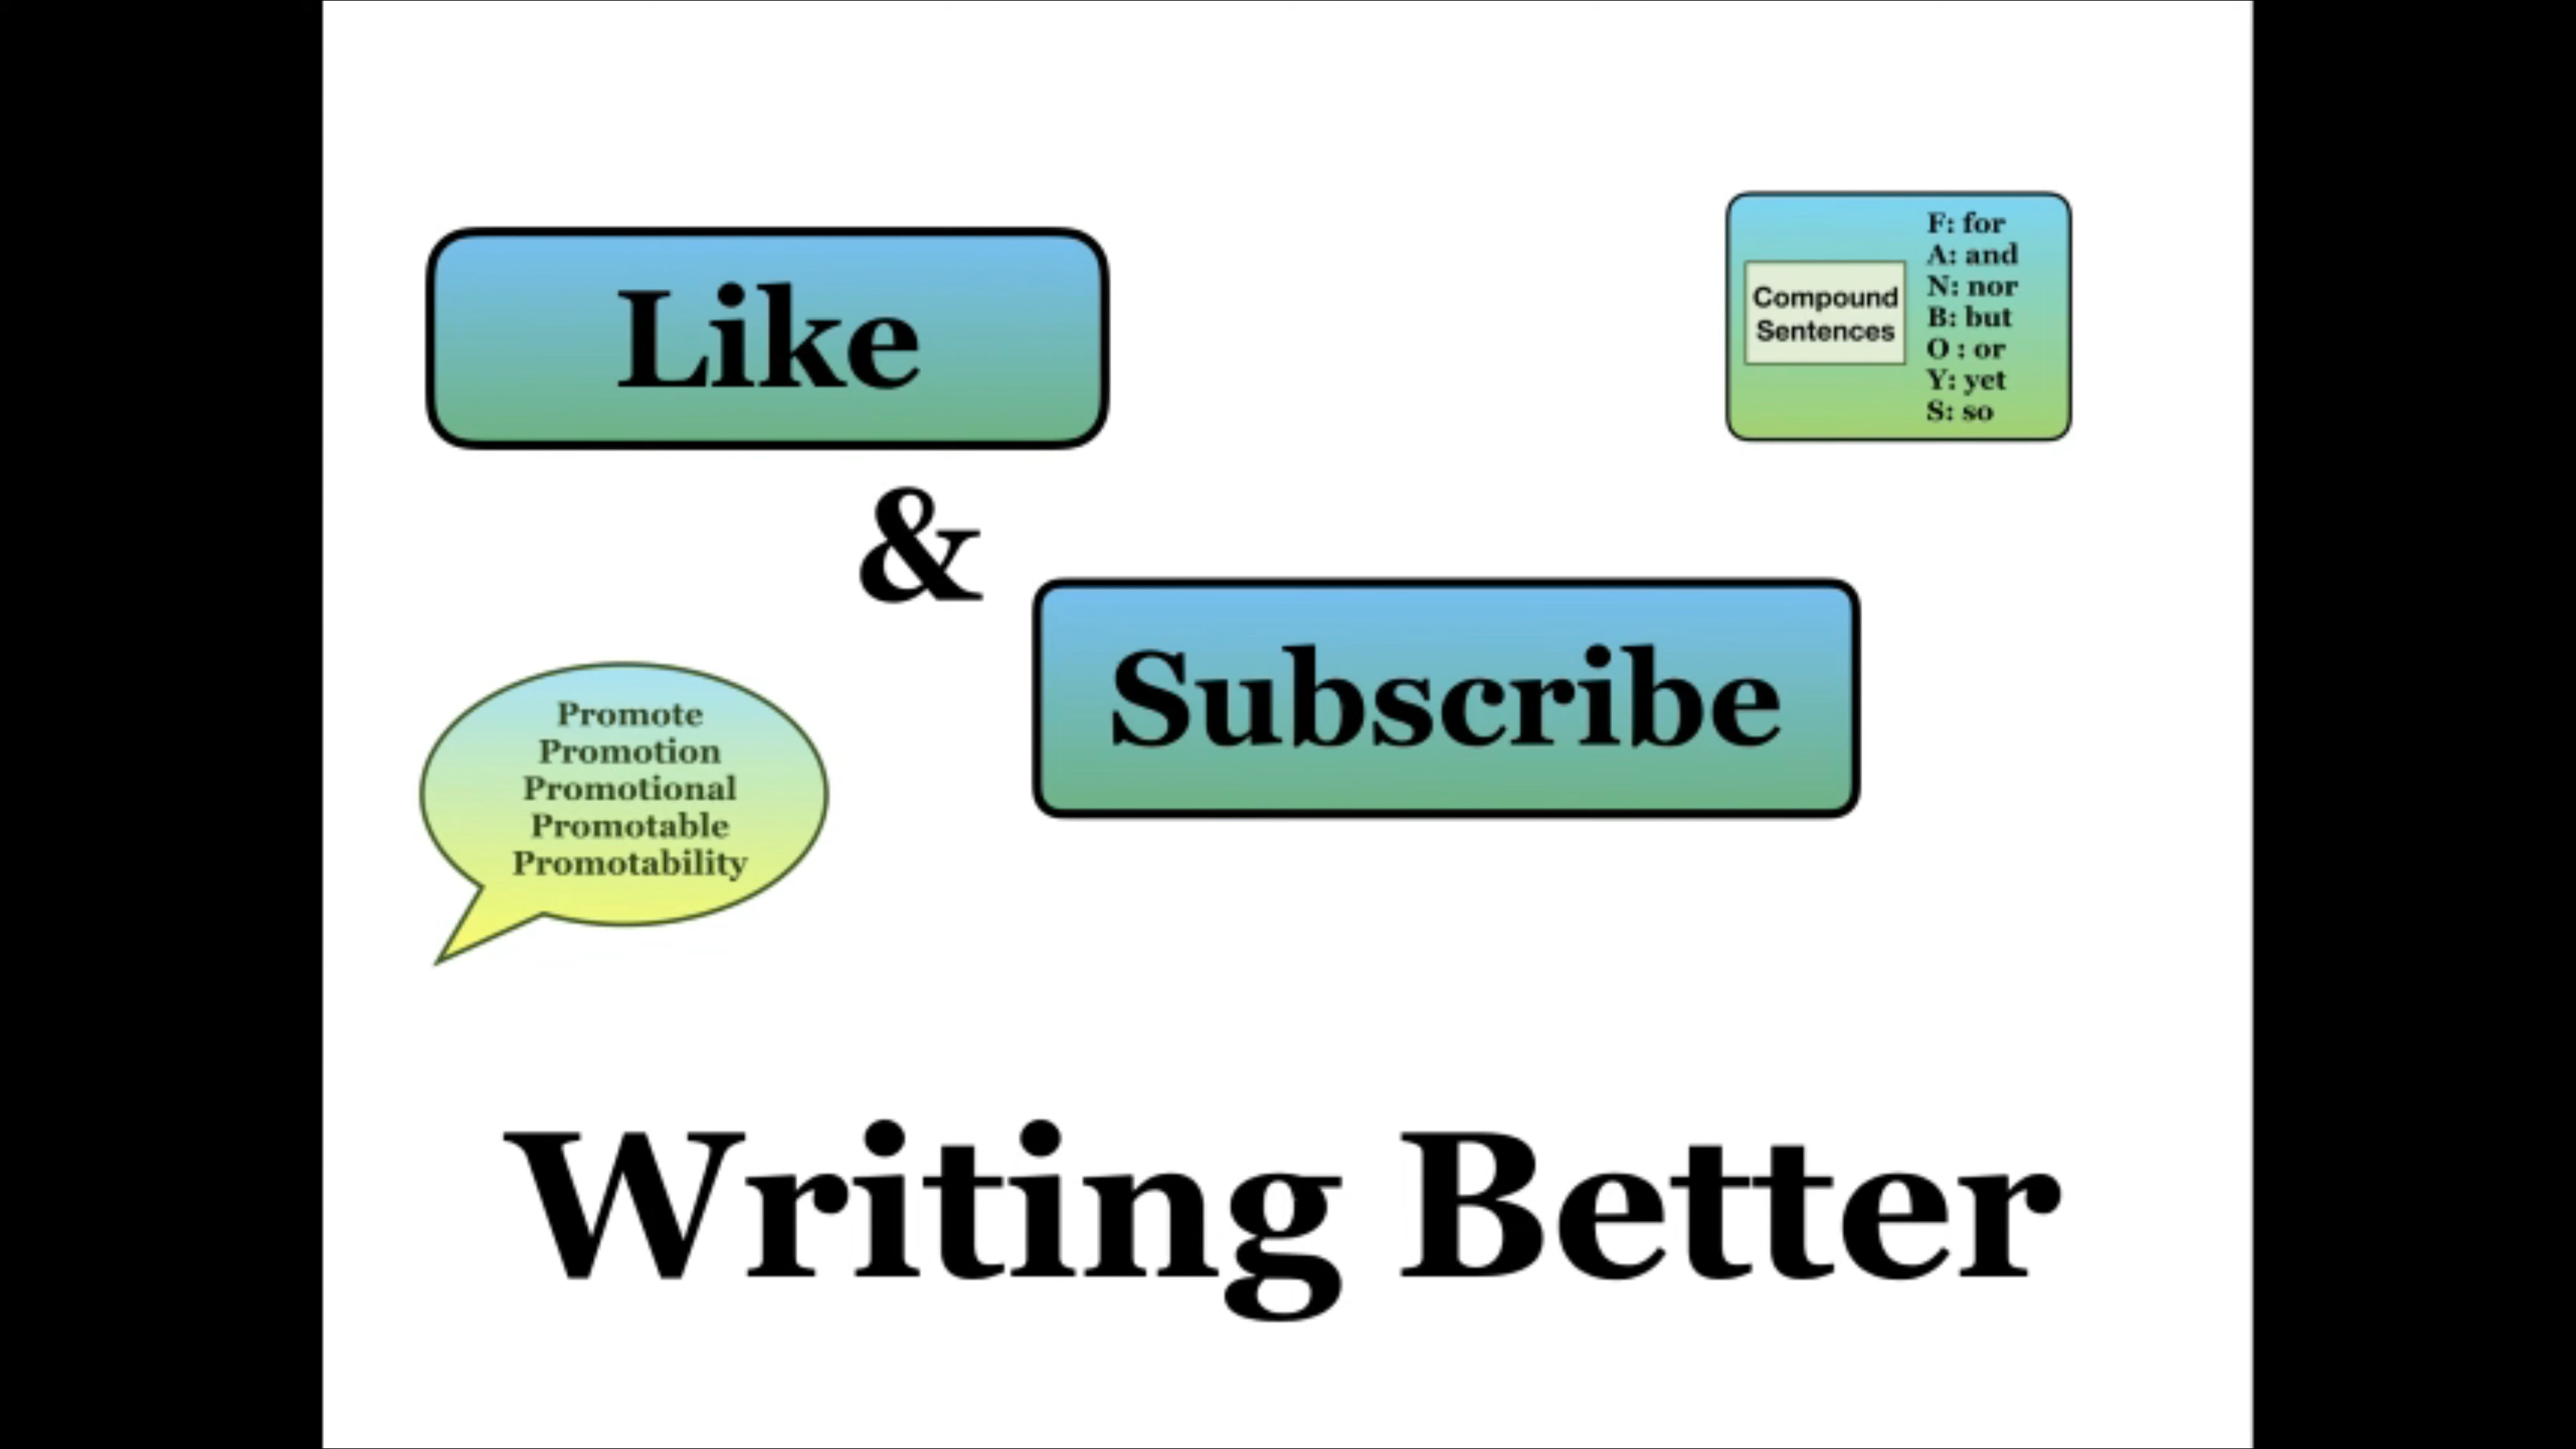 Like
&
Subscribe
Compound
Sentences
F: for
A: and
N: nor
B: but
O : or
Y: yet
S: so
Promote
Promotion
Promotional
Promotable
Promotability
Writing Better